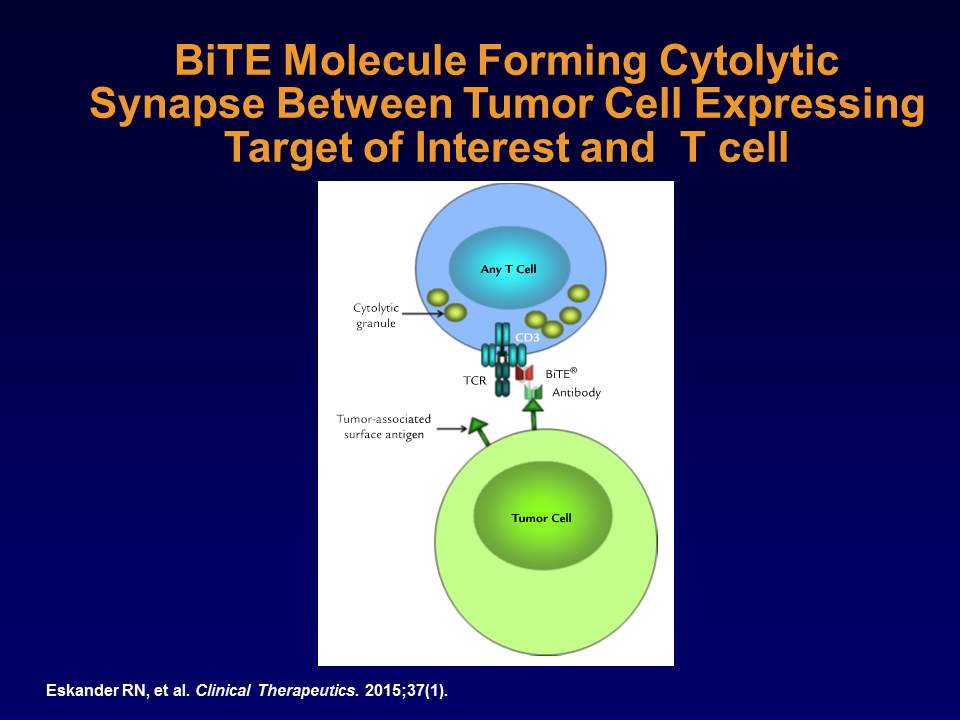 BiTE Molecule Forming Cytolytic
Synapse Between Tumor Cell Expressing
Target of Interest and  T cell
Any T Cell
Cytolytic
granule
CD3
TCR
BiTE®
Antibody
Tumor-associated
surface antigen
Tumor Cell
Eskander RN, et al. Clinical Therapeutics. 2015;37(1).